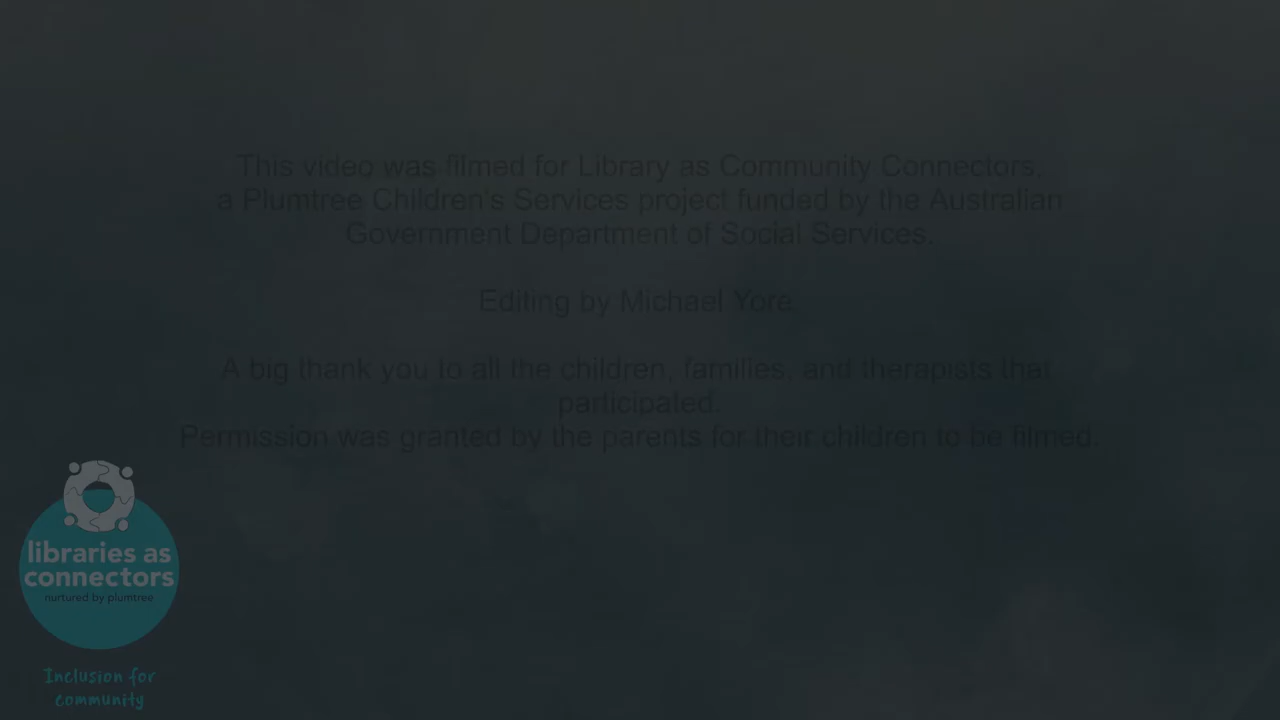 This video was filmed for Library as Community Connectors,
a Plumtree Children's Services project funded by the Australian
Government Department of Social Services.
Editing by Michael Yore
A big thank you to all the children, families, and therapists that
participated.
Permission was granted by the parents for their children to be filmed.
libraries as
connectors
nurtured by plumtree
Inclusion for
community